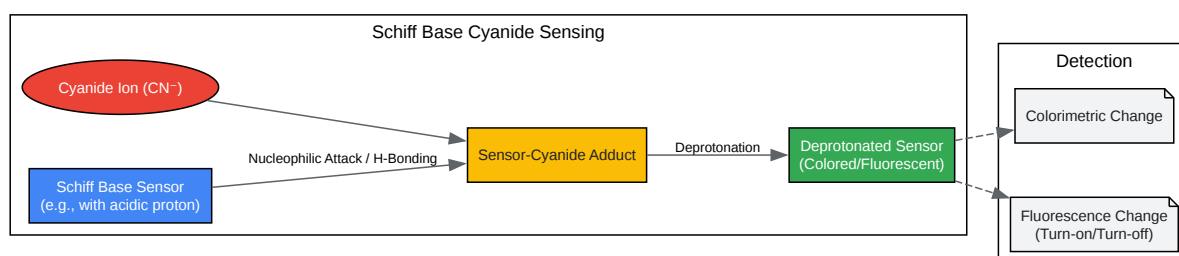 Schiff Base Cyanide Sensing
Cyanide Ion (CN⁻)
Schiff Base Sensor
(e.g., with acidic proton)
Nucleophilic Attack / H-Bonding
Sensor-Cyanide Adduct
Deprotonation
Deprotonated Sensor
(Colored/Fluorescent)
Detection
Colorimetric Change
Fluorescence Change
(Turn-on/Turn-off)